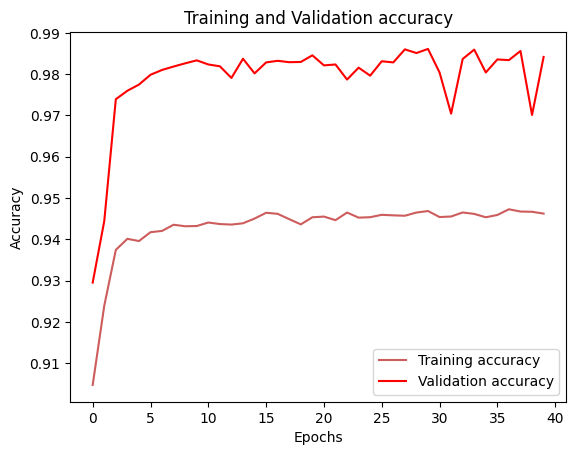 Training and Validation accuracy
0.99
0.98
0.97
0.96
0.95
0.94
0.93
0.92
0.91
Accuracy
Training accuracy
Validation accuracy
0 5 10 15 20 25 30 35 40
Epochs